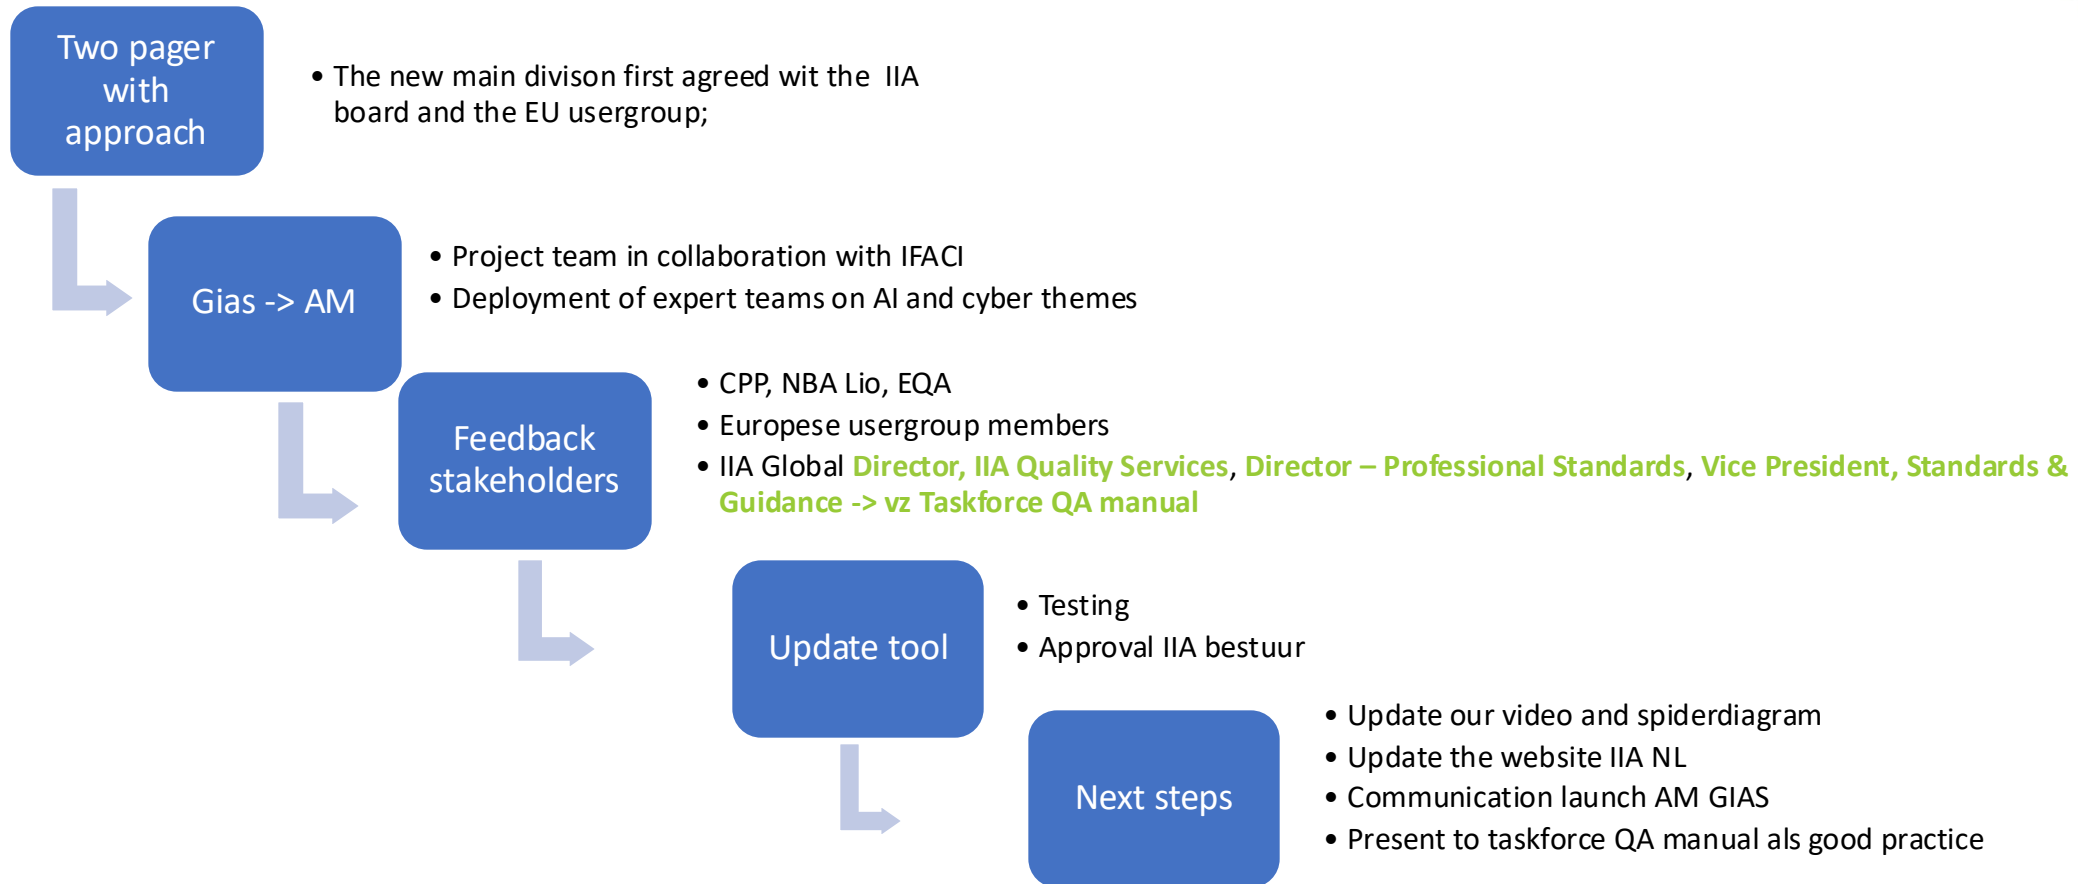 Two pager
with
approach
• The new main divison first agreed wit the IIA
board and the EU usergroup;
Gias -> AM
• Project team in collaboration with IFACI
• Deployment of expert teams on AI and cyber themes
Feedback
stakeholders
• CPP, NBA Lio, EQA
• Europese usergroup members
• IIA Global Director, IIA Quality Services, Director – Professional Standards, Vice President, Standards &
Guidance -> vz Taskforce QA manual
Update tool
• Testing
• Approval IIA bestuur
Next steps
• Update our video and spiderdiagram
• Update the website IIA NL
• Communication launch AM GIAS
• Present to taskforce QA manual als good practice